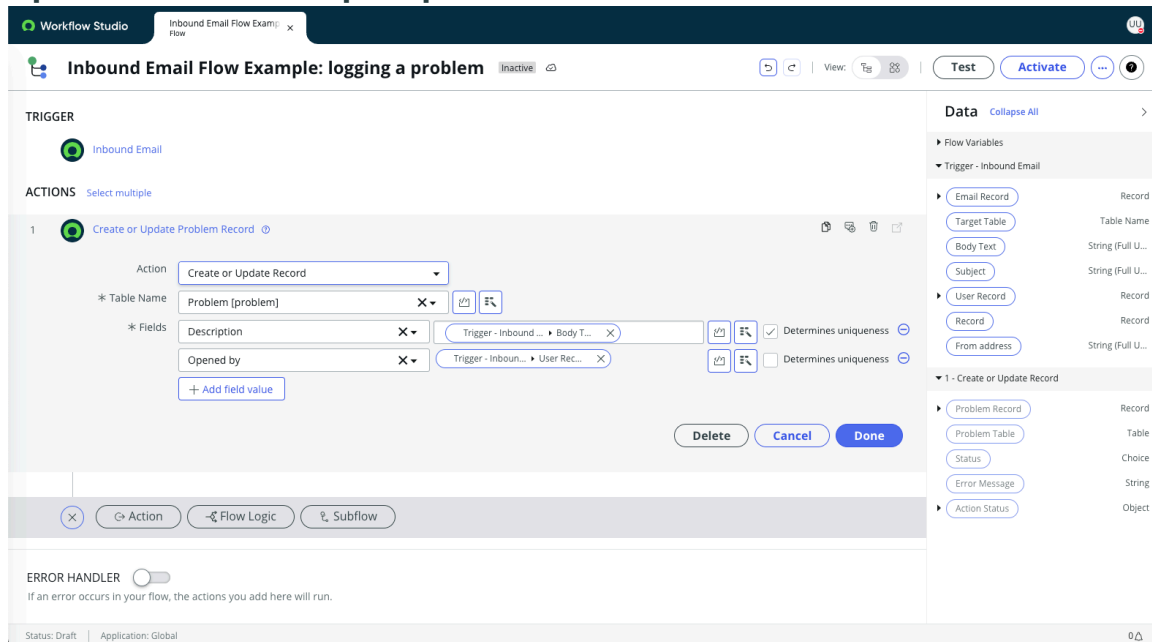 Workflow Studio
Inbound Email Flow Examp
Flow
UU
Inbound Email Flow Example: logging a problem
Inactive
View:
Test
Activate
TRIGGER
Inbound Email
ACTIONS Select multiple
1 Create or Update Problem Record
Action Create or Update Record
* Table Name Problem [problem]
* Fields Description Trigger - Inbound ... ▸ Body T... Determines uniqueness
Opened by Trigger - Inboun... ▸ User Rec... Determines uniqueness
+ Add field value
Delete Cancel Done
Action Flow Logic Subflow
ERROR HANDLER
If an error occurs in your flow, the actions you add here will run.
Data Collapse All
Flow Variables
Trigger - Inbound Email
Email Record Record
Target Table Table Name
Body Text String (Full U...
Subject String (Full U...
User Record Record
Record Record
From address String (Full U...
1 - Create or Update Record
Problem Record Record
Problem Table Table
Status Choice
Error Message String
Action Status Object
Status: Draft | Application: Global
0